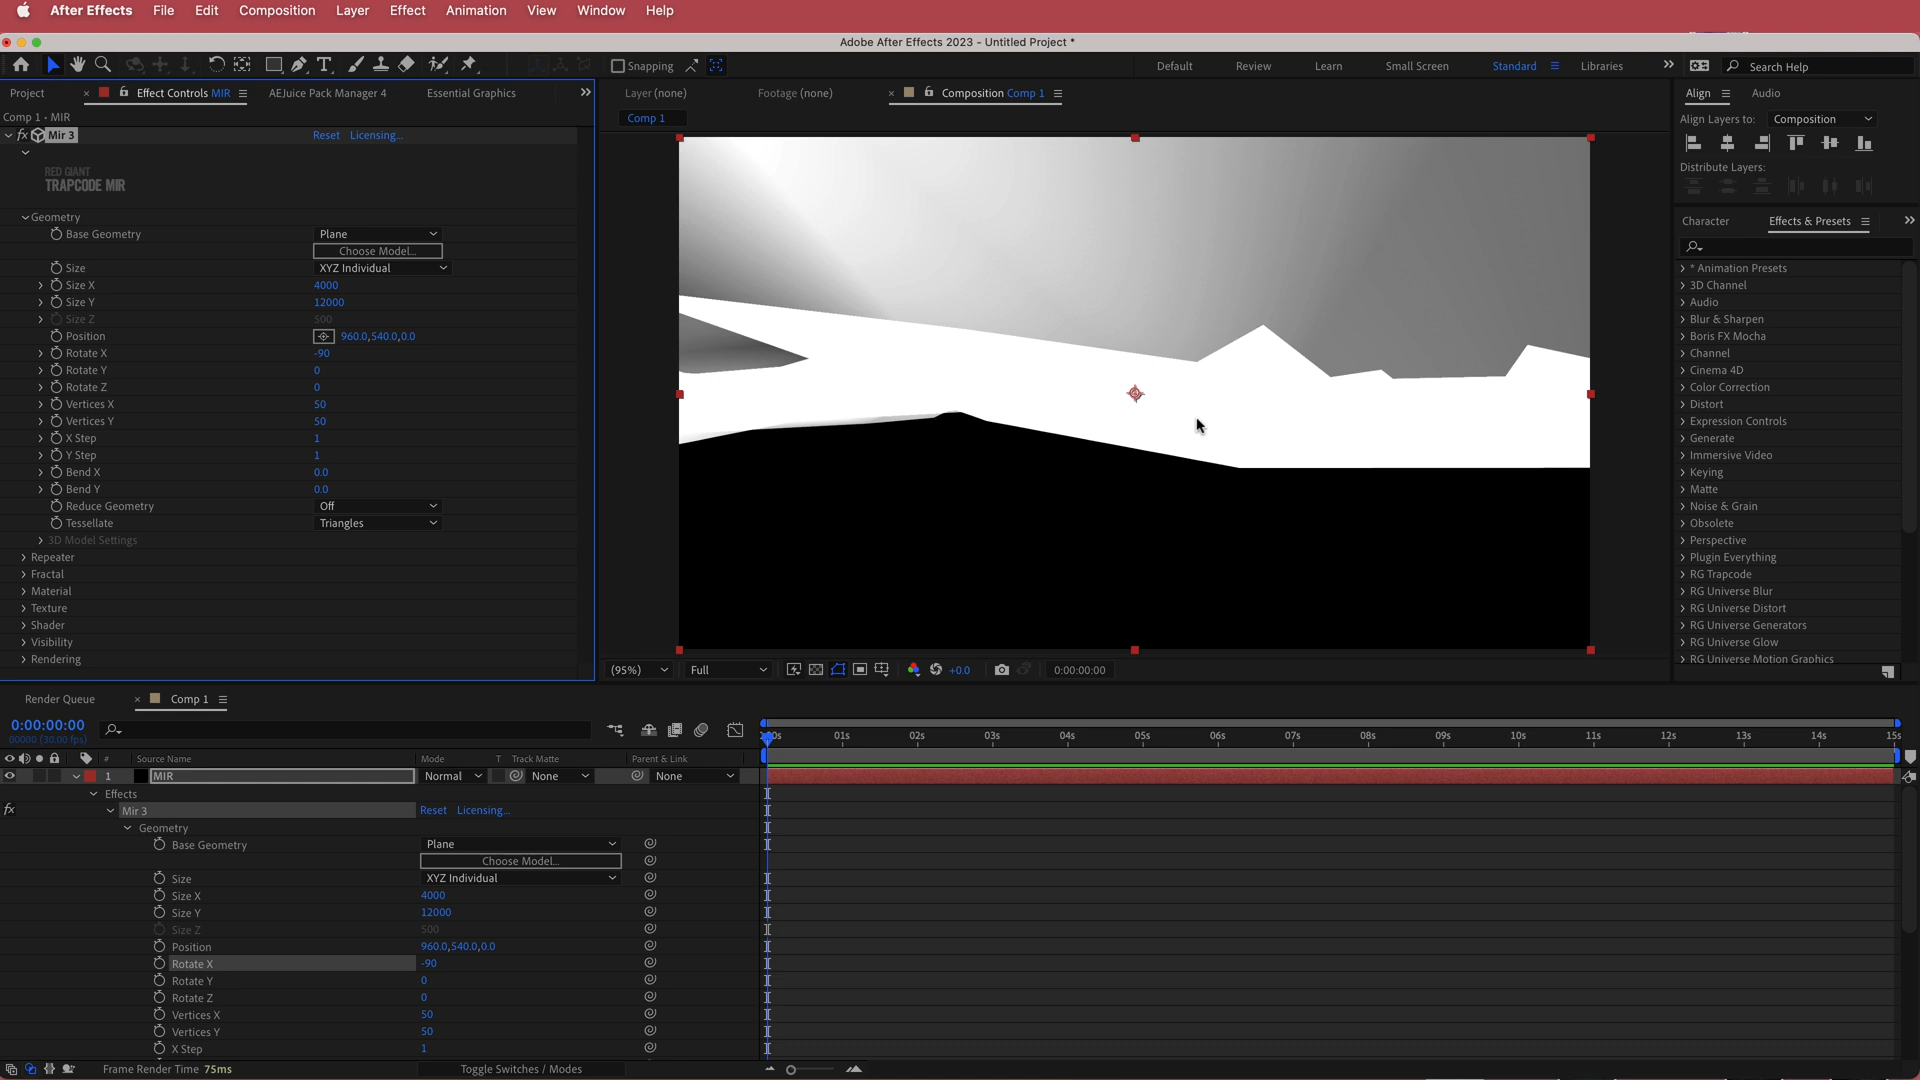 After Effects File Edit Composition Layer Effect Animation View Window Help
Adobe After Effects 2023 - Untitled Project *
Snapping Default Review Learn Small Screen Standard Libraries Search Help
Project Effect Controls MIR AEJuice Pack Manager 4 Essential Graphics
Comp 1 • MIR
fx Mir 3 Reset Licensing...
RED GIANT
TRAPCODE MIR
Geometry
Base Geometry Plane
Choose Model...
Size XYZ Individual
Size X 4000
Size Y 12000
Size Z 500
Position 960.0,540.0,0.0
Rotate X -90
Rotate Y 0
Rotate Z 0
Vertices X 50
Vertices Y 50
X Step 1
Y Step 1
Bend X 0.0
Bend Y 0.0
Reduce Geometry Off
Tessellate Triangles
3D Model Settings
Repeater
Fractal
Material
Texture
Shader
Visibility
Rendering
Layer (none) Footage (none) Composition Comp 1
Comp 1
(95%) Full +0.0 0:00:00:00
Align Audio
Align Layers to: Composition
Distribute Layers:
Character Effects & Presets
* Animation Presets
3D Channel
Audio
Blur & Sharpen
Boris FX Mocha
Channel
Cinema 4D
Color Correction
Distort
Expression Controls
Generate
Immersive Video
Keying
Matte
Noise & Grain
Obsolete
Perspective
Plugin Everything
RG Trapcode
RG Universe Blur
RG Universe Distort
RG Universe Generators
RG Universe Glow
RG Universe Motion Graphics
Render Queue Comp 1
0:00:00:00
00000 (30.00 fps)
01s 02s 03s 04s 05s 06s 07s 08s 09s 10s 11s 12s 13s 14s 15s
# Source Name Mode T Track Matte Parent & Link
1 MIR Normal None None
Effects
fx Mir 3 Reset Licensing...
Geometry
Base Geometry Plane
Choose Model...
Size XYZ Individual
Size X 4000
Size Y 12000
Size Z 500
Position 960.0,540.0,0.0
Rotate X -90
Rotate Y 0
Rotate Z 0
Vertices X 50
Vertices Y 50
X Step 1
Frame Render Time 75ms Toggle Switches / Modes